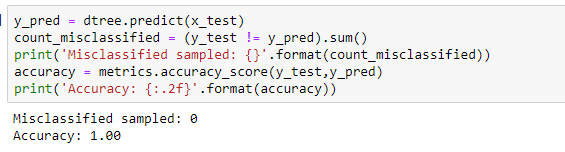 y_pred = dtree.predict(x_test)
count_misclassified = (y_test != y_pred).sum()
print('Misclassified sampled: {}'.format(count_misclassified))
accuracy = metrics.accuracy_score(y_test,y_pred)
print('Accuracy: {:.2f}'.format(accuracy))
Misclassified sampled: 0
Accuracy: 1.00